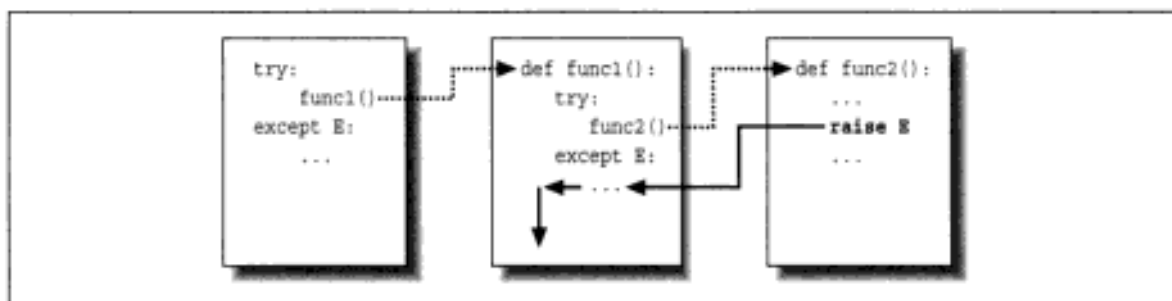 try:
func1()
except E:
...
def func1():
try:
func2()
except E:
...
def func2():
...
raise E
...